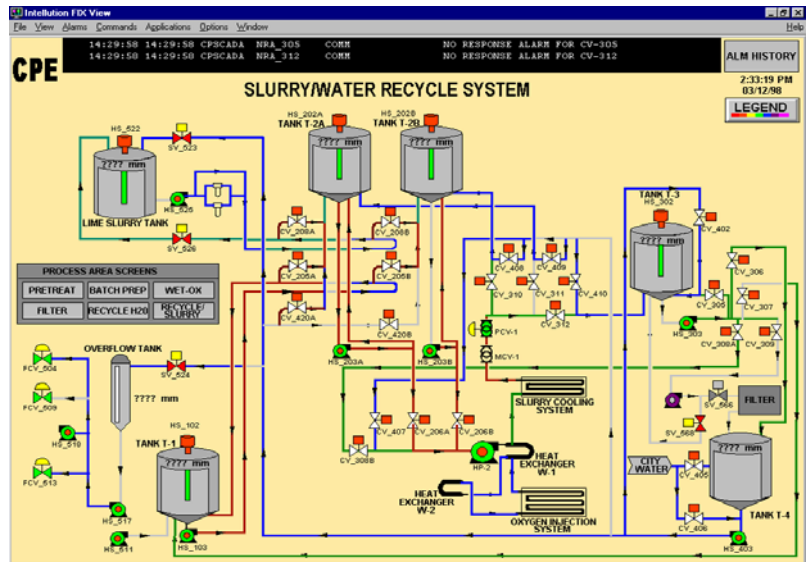 Intellution FIX View
File View Alarms Commands Applications Options Window Help
14:29:58 14:29:58 CPSCADA NRA_305 COMM NO RESPONSE ALARM FOR CV-305
14:29:58 14:29:58 CPSCADA NRA_312 COMM NO RESPONSE ALARM FOR CV-312
ALM HISTORY
CPE
2:33:19 PM
03/12/98
LEGEND
SLURRY/WATER RECYCLE SYSTEM
HS_202A
TANK T-2A
HS_202B
TANK T-2B
HS_522
SV_523
???? mm
???? mm
???? mm
LIME SLURRY TANK
HS_525
SV_526
CV_208A
CV_208B
CV_205A
CV_205B
CV_420A
CV_420B
TANK T-3
HS_302
CV_402
???? mm
CV_408
CV_409
CV_310
CV_311
CV_410
CV_312
CV_306
CV_305
CV_307
HS_303
CV_308A
CV_309
PROCESS AREA SCREENS
PRETREAT
BATCH PREP
WET-OX
FILTER
RECYCLE H20
RECYCLE/
SLURRY
PCV-1
MCV-1
HS_203A
HS_203B
OVERFLOW TANK
FCV_504
SV_524
FCV_509
???? mm
HS_510
FCV_513
HS_517
HS_511
HS_102
TANK T-1
???? mm
HS_103
SLURRY COOLING
SYSTEM
CV_407
CV_206A
CV_206B
CV_308B
HP-2
HEAT
EXCHANGER
W-1
HEAT
EXCHANGER
W-2
OXYGEN INJECTION
SYSTEM
SV_566
FILTER
SV_568
CITY
WATER
CV_405
???? mm
CV_406
TANK T-4
HS_403